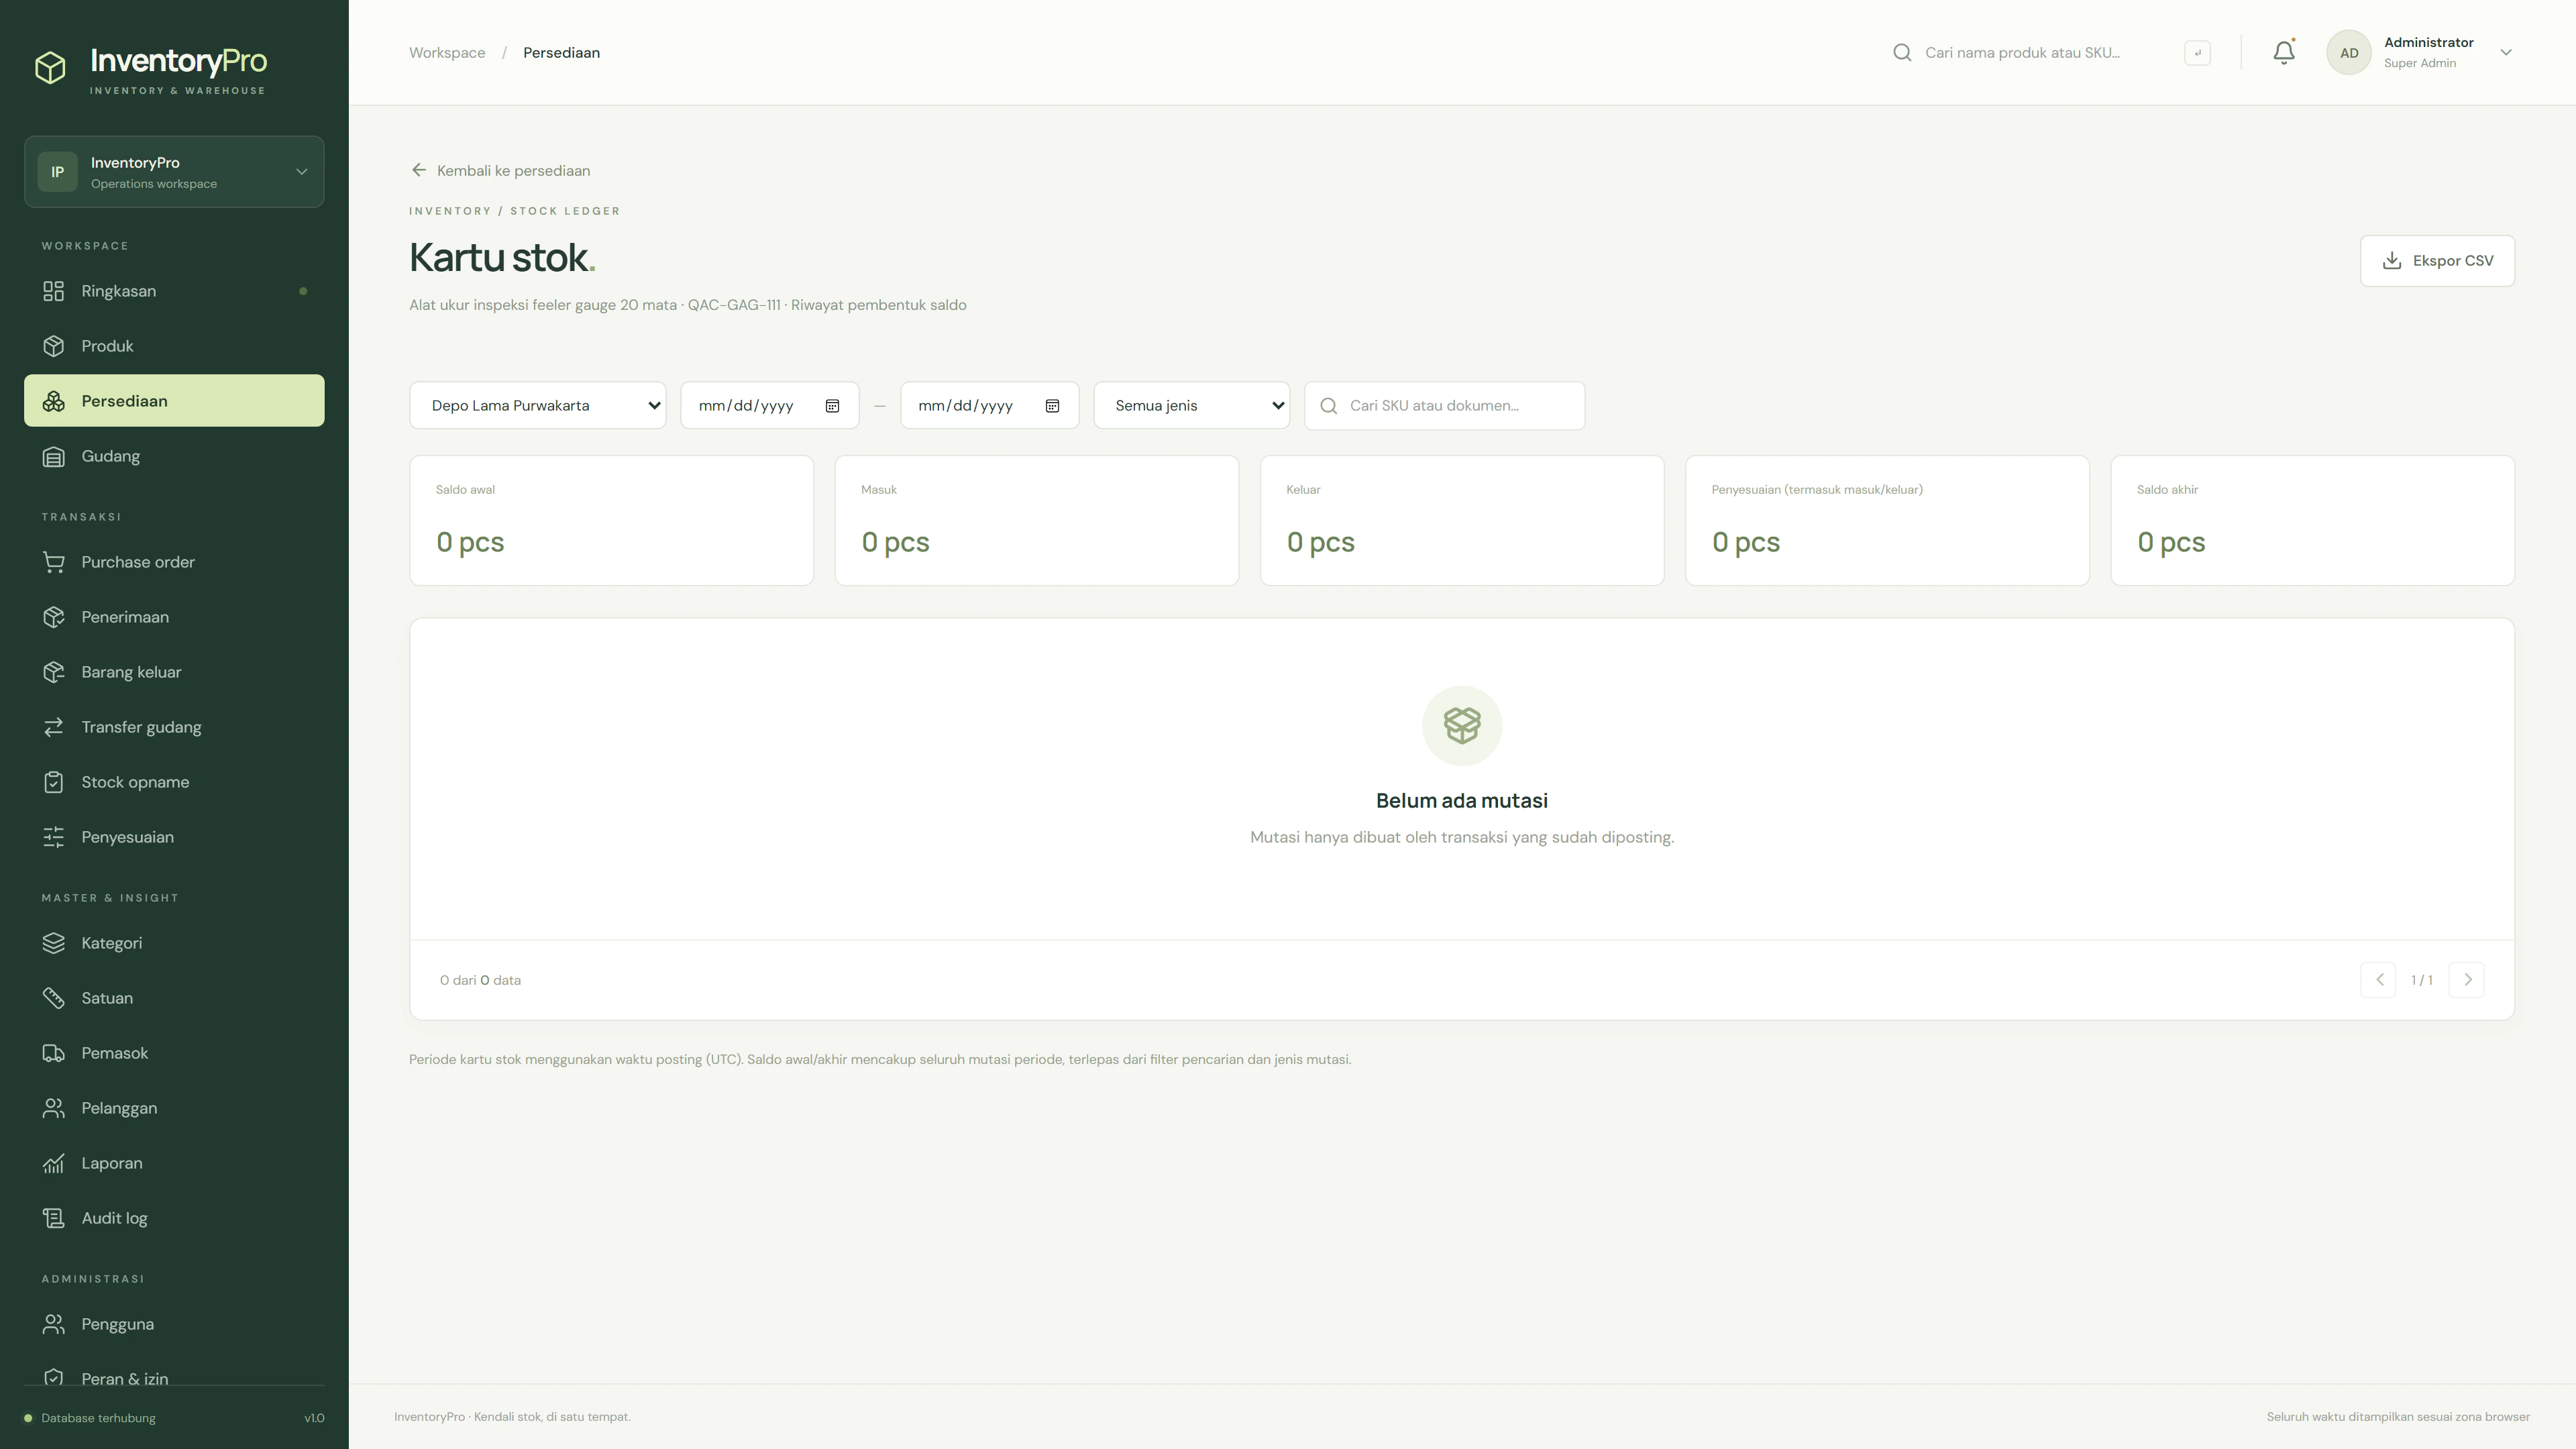 InventoryPro
INVENTORY & WAREHOUSE
IP
InventoryPro
Operations workspace
WORKSPACE
Ringkasan
Produk
Persediaan
Gudang
TRANSAKSI
Purchase order
Penerimaan
Barang keluar
Transfer gudang
Stock opname
Penyesuaian
MASTER & INSIGHT
Kategori
Satuan
Pemasok
Pelanggan
Laporan
Audit log
ADMINISTRASI
Pengguna
Peran & izin
Database terhubung v1.0
Workspace / Persediaan
Cari nama produk atau SKU...
AD
Administrator
Super Admin
Kembali ke persediaan
INVENTORY / STOCK LEDGER
Kartu stok.
Alat ukur inspeksi feeler gauge 20 mata · QAC-GAG-111 · Riwayat pembentuk saldo
Ekspor CSV
Depo Lama Purwakarta mm/dd/yyyy — mm/dd/yyyy Semua jenis Cari SKU atau dokumen...
Saldo awal
0 pcs
Masuk
0 pcs
Keluar
0 pcs
Penyesuaian (termasuk masuk/keluar)
0 pcs
Saldo akhir
0 pcs
Belum ada mutasi
Mutasi hanya dibuat oleh transaksi yang sudah diposting.
0 dari 0 data
1 / 1
Periode kartu stok menggunakan waktu posting (UTC). Saldo awal/akhir mencakup seluruh mutasi periode, terlepas dari filter pencarian dan jenis mutasi.
InventoryPro · Kendali stok, di satu tempat.
Seluruh waktu ditampilkan sesuai zona browser